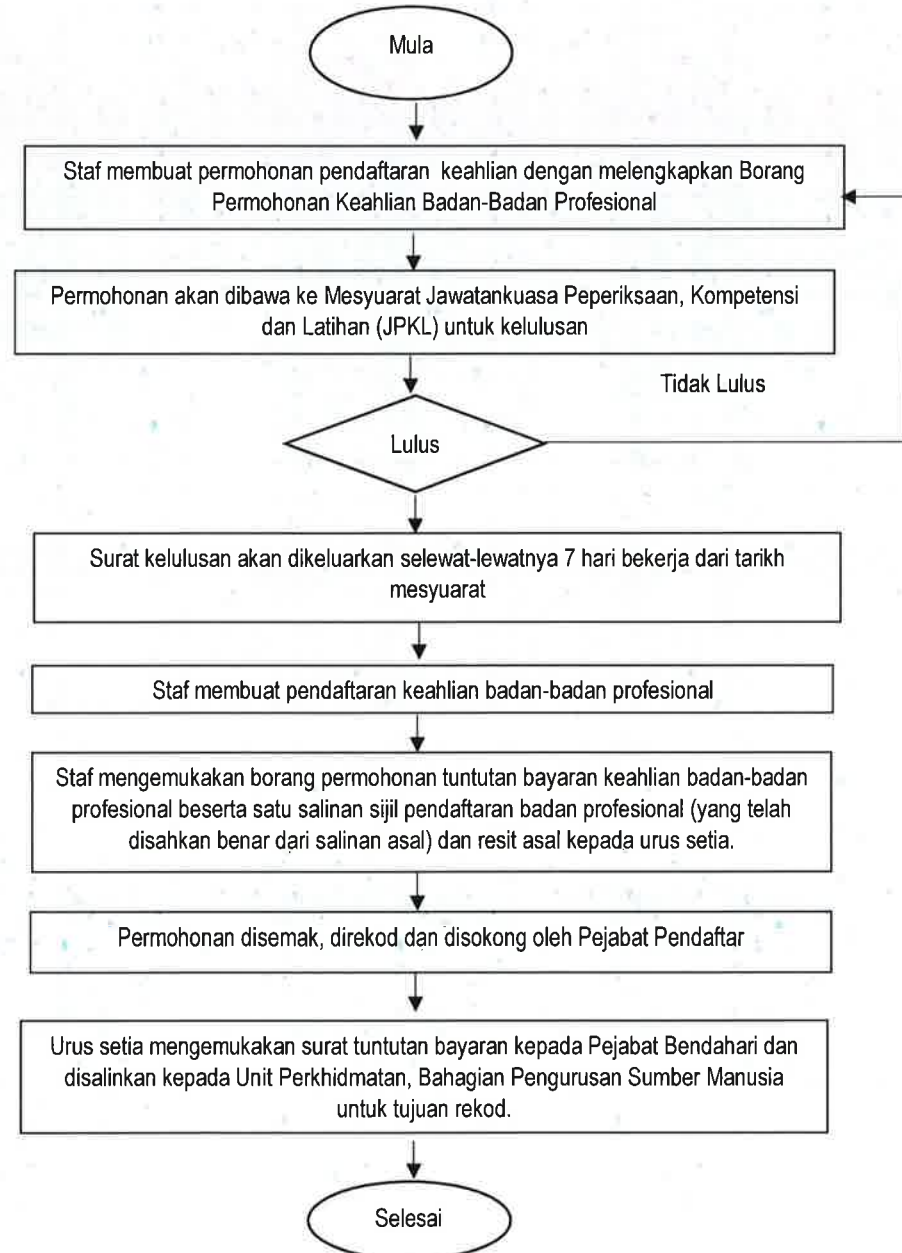 Mula
Staf membuat permohonan pendaftaran keahlian dengan melengkapkan Borang
Permohonan Keahlian Badan-Badan Profesional
Permohonan akan dibawa ke Mesyuarat Jawatankuasa Peperiksaan, Kompetensi
dan Latihan (JPKL) untuk kelulusan
Tidak Lulus
Lulus
Surat kelulusan akan dikeluarkan selewat-lewatnya 7 hari bekerja dari tarikh
mesyuarat
Staf membuat pendaftaran keahlian badan-badan profesional
Staf mengemukakan borang permohonan tuntutan bayaran keahlian badan-badan
profesional beserta satu salinan sijil pendaftaran badan profesional (yang telah
disahkan benar dari salinan asal) dan resit asal kepada urus setia.
Permohonan disemak, direkod dan disokong oleh Pejabat Pendaftar
Urus setia mengemukakan surat tuntutan bayaran kepada Pejabat Bendahari dan
disalinkan kepada Unit Perkhidmatan, Bahagian Pengurusan Sumber Manusia
untuk tujuan rekod.
Selesai